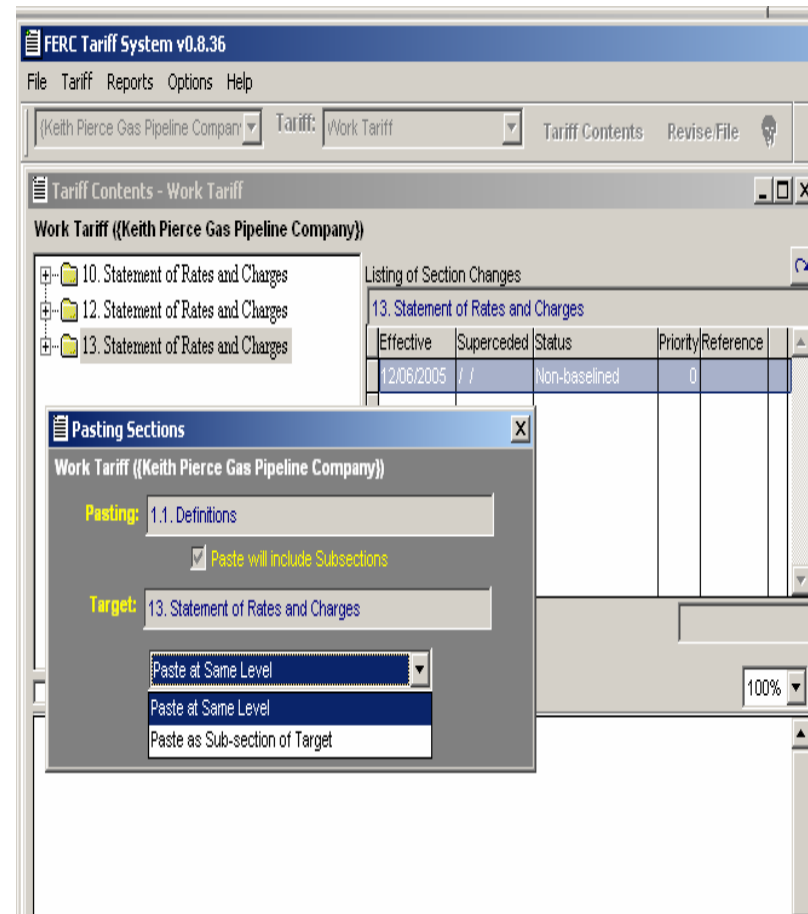 FERC Tariff System v0.8.36
File Tariff Reports Options Help
{Keith Pierce Gas Pipeline Compan Tariff: Work Tariff Tariff Contents Revise/File
Tariff Contents - Work Tariff
Work Tariff ({Keith Pierce Gas Pipeline Company})
10. Statement of Rates and Charges
12. Statement of Rates and Charges
13. Statement of Rates and Charges
Listing of Section Changes
13. Statement of Rates and Charges
Effective Superceded Status Priority Reference
12/06/2005 / / Non-baselined 0
Pasting Sections
Work Tariff ({Keith Pierce Gas Pipeline Company})
Pasting: 1.1. Definitions
Paste will include Subsections
Target: 13. Statement of Rates and Charges
Paste at Same Level
Paste at Same Level
Paste as Sub-section of Target
100%